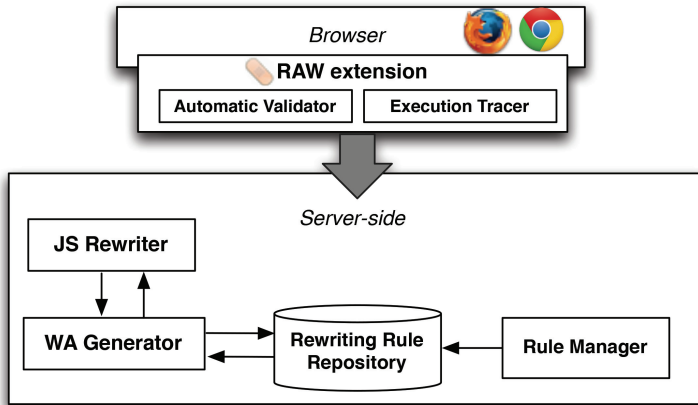 Browser
RAW extension
Automatic Validator
Execution Tracer
Server-side
JS Rewriter
WA Generator
Rewriting Rule
Repository
Rule Manager